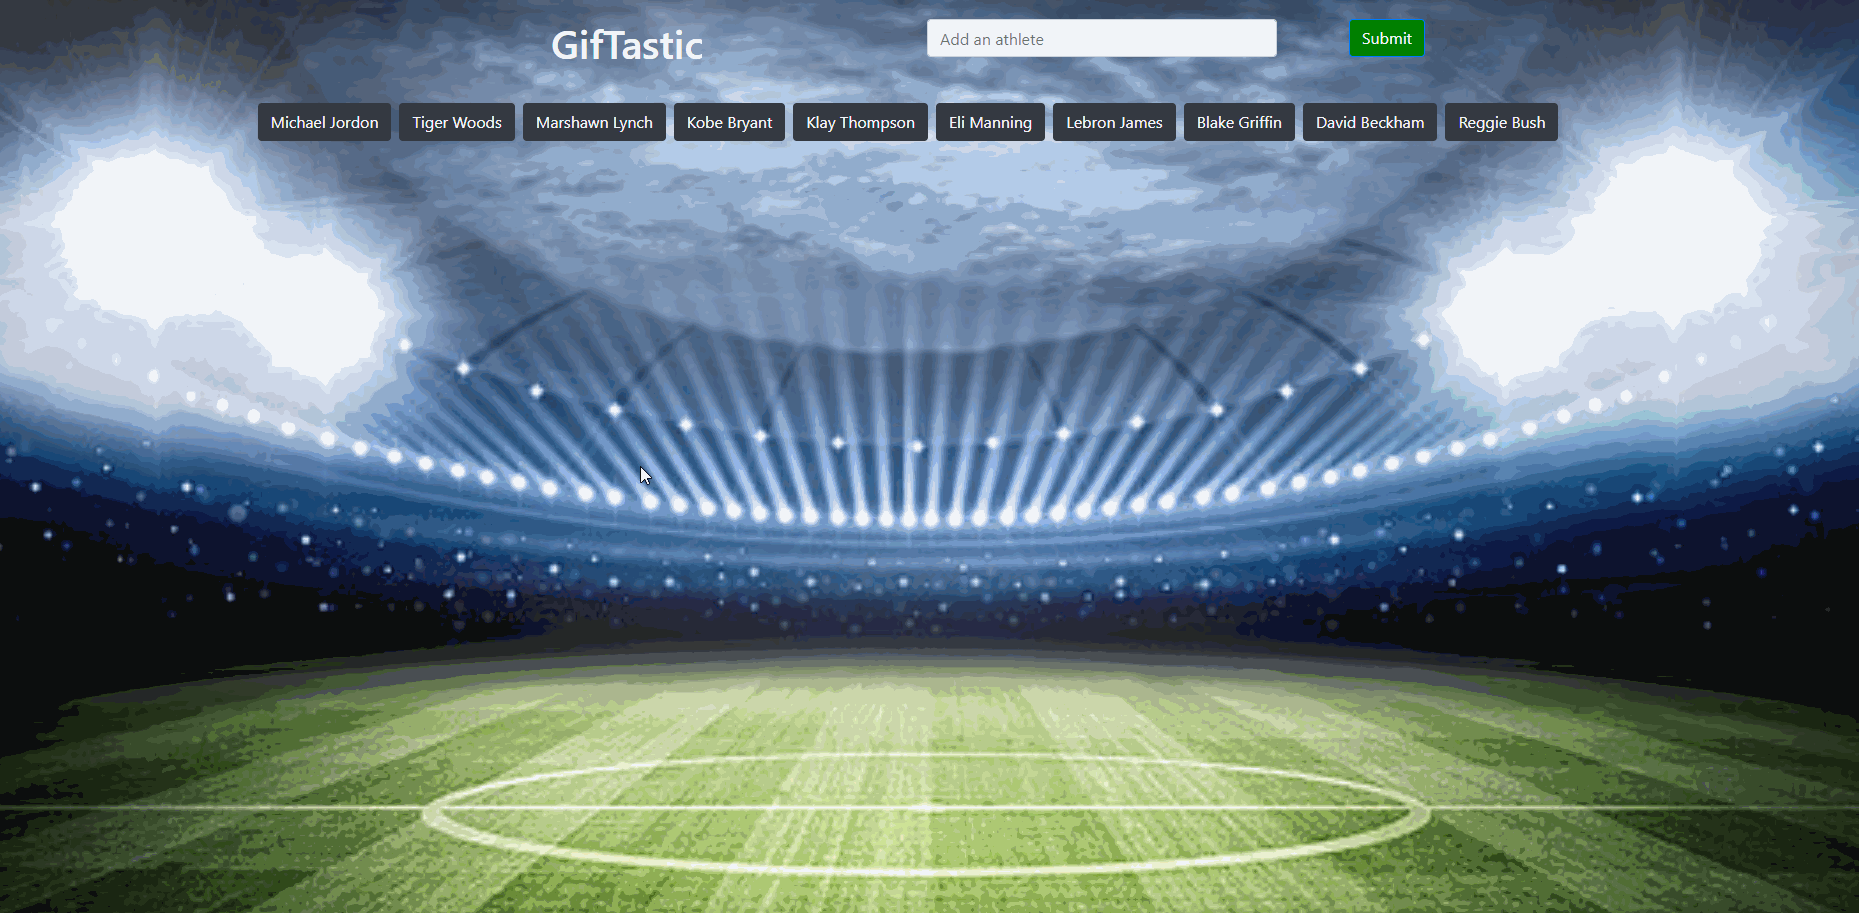 GifTastic
Add an athlete
Submit
Michael Jordon
Tiger Woods
Marshawn Lynch
Kobe Bryant
Klay Thompson
Eli Manning
Lebron James
Blake Griffin
David Beckham
Reggie Bush